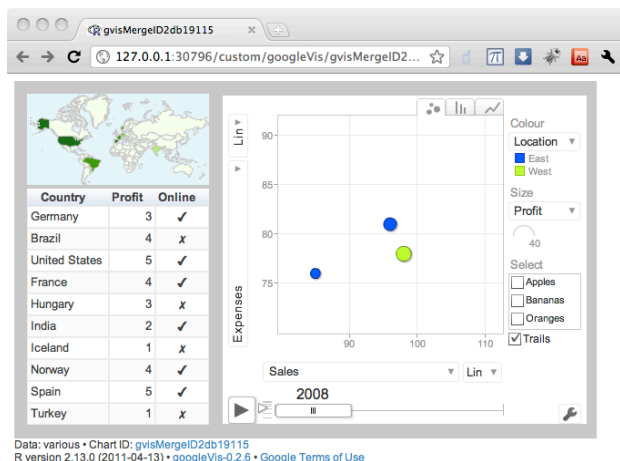 gvisMergeID2db19115
127.0.0.1:30796/custom/googleVis/gvisMergeID2...
Country Profit Online
Germany 3 ✓
Brazil 4 x
United States 5 ✓
France 4 ✓
Hungary 3 x
India 2 ✓
Iceland 1 x
Norway 4 ✓
Spain 5 ✓
Turkey 1 x
Lin
Expenses
90
85
80
75
90 100 110
Sales Lin
2008
Colour
Location
East
West
Size
Profit
40
Select
Apples
Bananas
Oranges
Trails
Data: various • Chart ID: gvisMergeID2db19115
R version 2.13.0 (2011-04-13) • googleVis-0.2.6 • Google Terms of Use